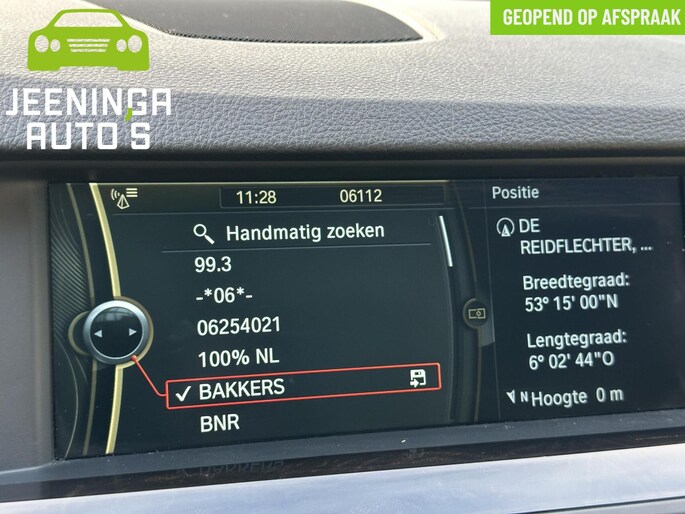 GEOPEND OP AFSPRAAK
JEENINGA
AUTO'S
11:28
06112
Handmatig zoeken
99.3
-*06*-
06254021
100% NL
BAKKERS
BNR
Positie
DE
REIDFLECHTER, ...
Breedtegraad:
53° 15' 00"N
Lengtegraad:
6° 02' 44"O
N Hoogte 0 m